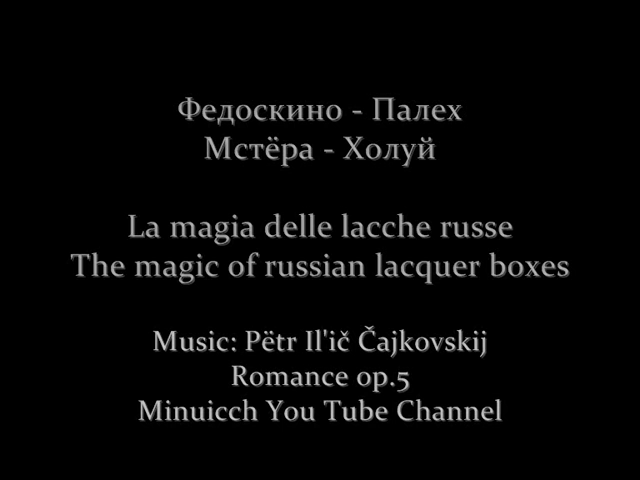 Федоскино - Палех
Мстёра - Холуй
La magia delle lacche russe
The magic of russian lacquer boxes
Music: Pëtr Il'ič Čajkovskij
Romance op.5
Minuicch You Tube Channel